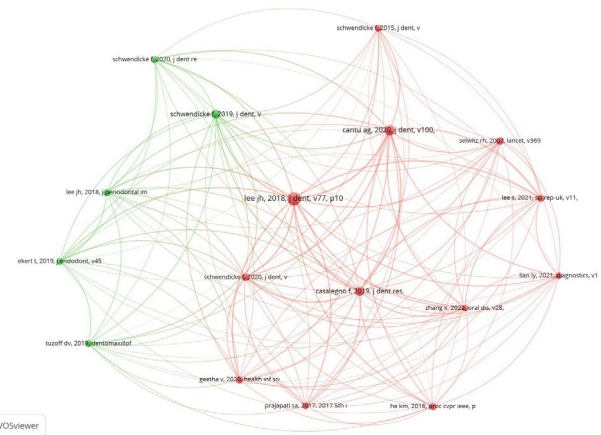 schwendicke f, 2015, j dent, v
schwendicke f, 2020, j dent re
schwendicke f, 2019, j dent, v
cantu ag, 2020, j dent, v100,
selwitz rh, 2007, lancet, v369
lee jh, 2018, j periodontal im
lee jh, 2018, j dent, v77, p10
lee s, 2021, sci rep-uk, v11,
ekert t, 2019, j endodont, v45
schwendicke f, 2020, j dent, v
lian ly, 2021, diagnostics, v1
casalegno f, 2019, j dent res,
zhang x, 2022, oral dis, v28,
tuzoff dv, 2019, dentomaxillof
geetha v, 2020, health inf sci
prajapati sa, 2017, 2017 5th i
he km, 2016, proc cvpr ieee, p
VOSviewer